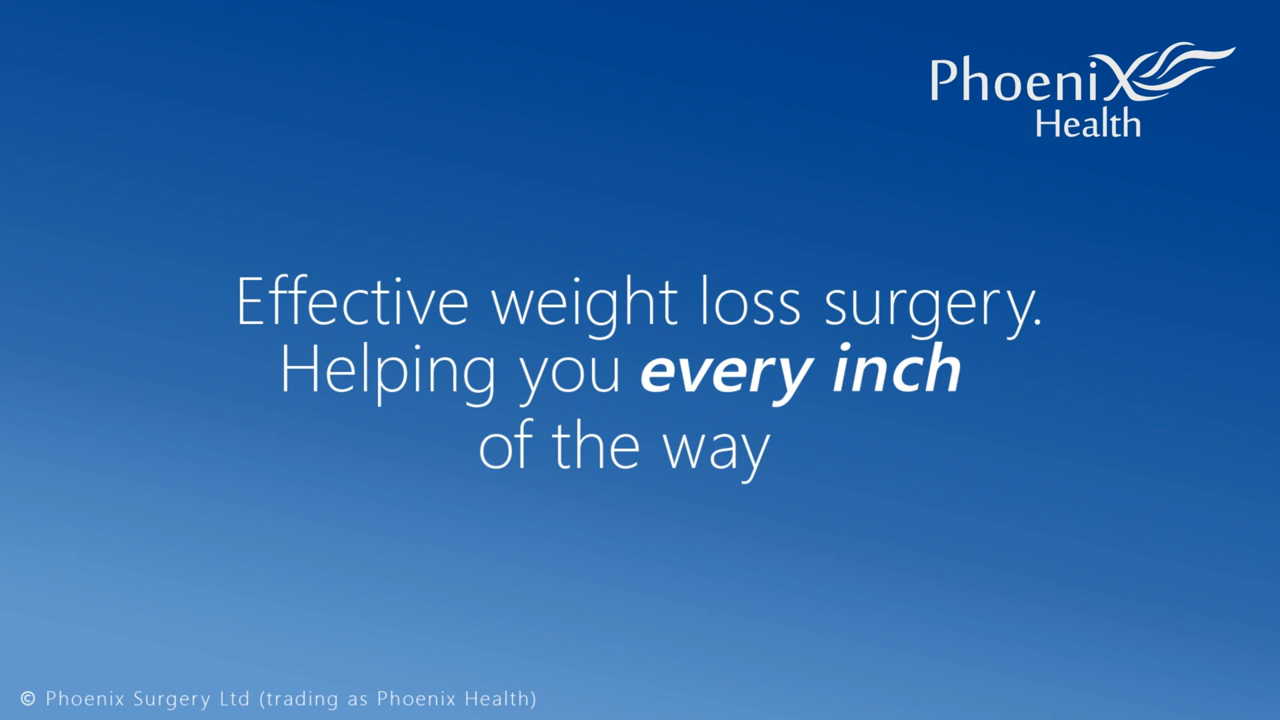 Phoenix
Health
Effective weight loss surgery.
Helping you every inch
of the way
© Phoenix Surgery Ltd (trading as Phoenix Health)